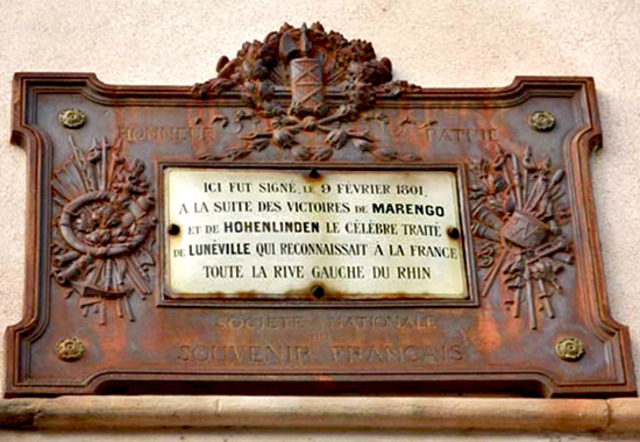 HONNEUR PATRIE
ICI FUT SIGNÉ, LE 9 FÉVRIER 1801,
A LA SUITE DES VICTOIRES DE MARENGO
ET DE HOHENLINDEN LE CÉLÈBRE TRAITÉ
DE LUNÉVILLE QUI RECONNAISSAIT À LA FRANCE
TOUTE LA RIVE GAUCHE DU RHIN
SOCIÉTÉ NATIONALE
DU
SOUVENIR FRANÇAIS